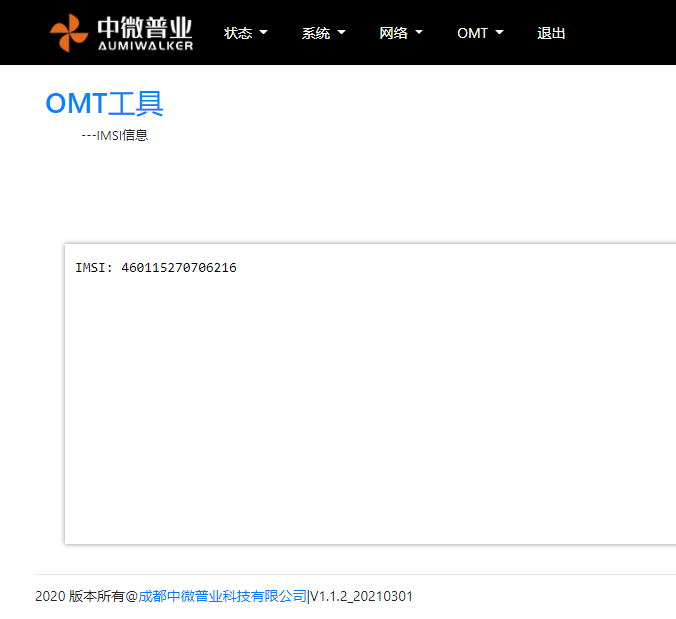 中微普业
AUMIWALKER
状态 系统 网络 OMT 退出
OMT工具
---IMSI信息
IMSI: 460115270706216
2020 版本所有@成都中微普业科技有限公司|V1.1.2_20210301